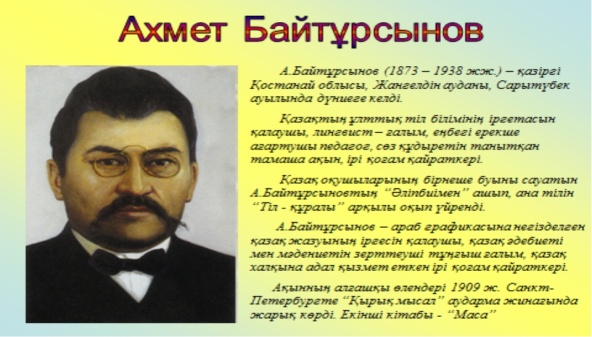 Ахмет Байтұрсынов
А.Байтұрсынов (1873 – 1938 жж.) – қазіргі
Қостанай облысы, Жангелдін ауданы, Сарытүбек
ауылында дүниеге келді.
Қазақтың ұлттық тіл білімінің іргетасын
қалаушы, лингвист – ғалым, еңбегі ерекше
ағартушы педагог, сөз құдыретін танытқан
тамаша ақын, ірі қоғам қайраткері.
Қазақ оқушыларының бірнеше буыны сауатын
А.Байтұрсыновтың “Әліпбиімен” ашып, ана тілін
“Тіл - құралы” арқылы оқып үйренді.
А.Байтұрсынов – араб графикасына негізделген
қазақ жазуының іргесін қалаушы, қазақ әдебиеті
мен мәдениетін зерттеуші тұңғыш ғалым, қазақ
халқына адал қызмет еткен ірі қоғам қайраткері.
Ақынның алғашқы өлендері 1909 ж. Санкт-
Петербургте “Қырық мысал” аударма жинағында
жарық көрді. Екінші кітабы - “Маса”